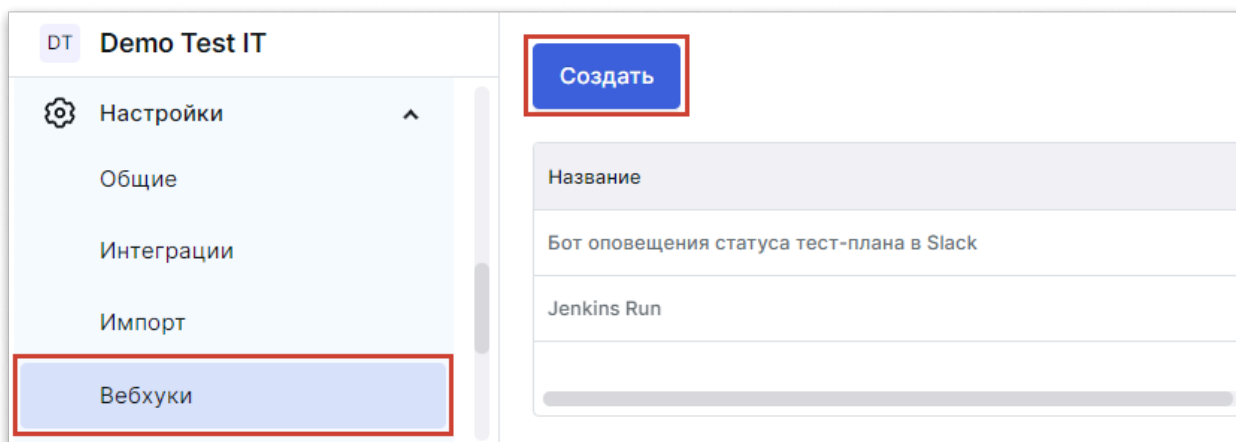 DT Demo Test IT
Настройки
Общие
Интеграции
Импорт
Вебхуки
Создать
Название
Бот оповещения статуса тест-плана в Slack
Jenkins Run